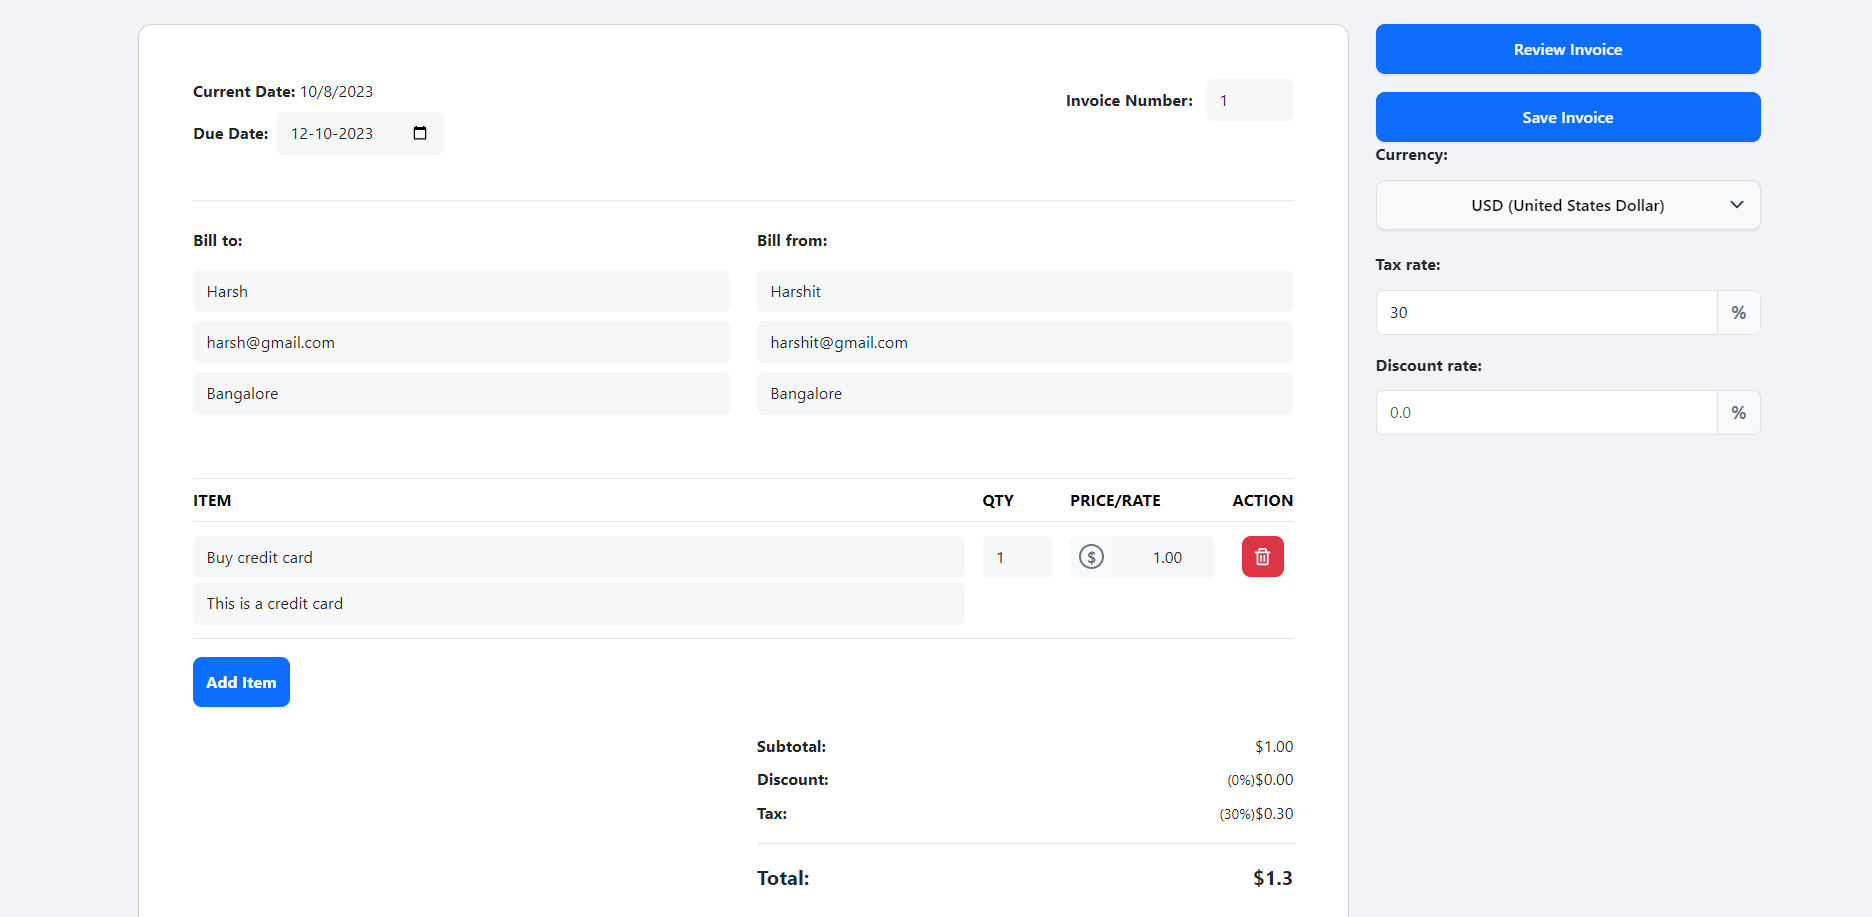 Current Date: 10/8/2023
Invoice Number: 1
Due Date: 12-10-2023
Bill to:
Bill from:
Harsh
Harshit
harsh@gmail.com
harshit@gmail.com
Bangalore
Bangalore
ITEM QTY PRICE/RATE ACTION
Buy credit card 1 $ 1.00
This is a credit card
Add Item
Subtotal: $1.00
Discount: (0%)$0.00
Tax: (30%)$0.30
Total: $1.3
Review Invoice
Save Invoice
Currency:
USD (United States Dollar)
Tax rate:
30 %
Discount rate:
0.0 %